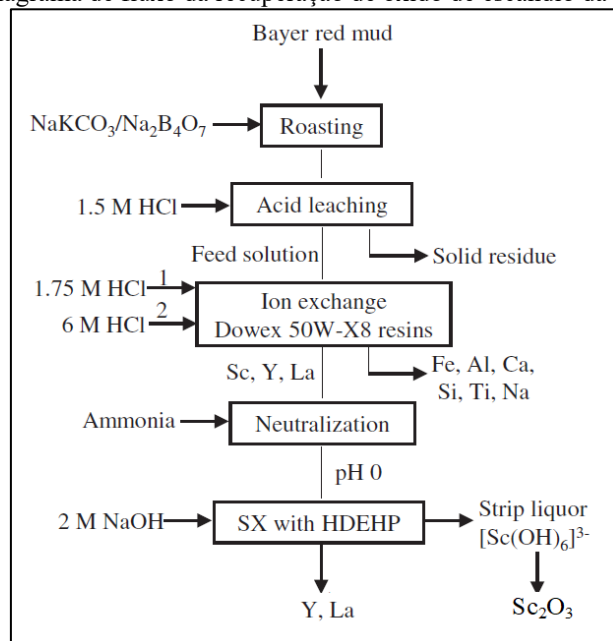 Bayer red mud
NaKCO₃/Na₂B₄O₇
Roasting
1.5 M HCl
Acid leaching
Feed solution
Solid residue
1.75 M HCl 1
6 M HCl 2
Ion exchange
Dowex 50W-X8 resins
Sc, Y, La
Fe, Al, Ca,
Si, Ti, Na
Ammonia
Neutralization
pH 0
2 M NaOH
SX with HDEHP
Strip liquor
[Sc(OH)₆]³⁻
Y, La
Sc₂O₃